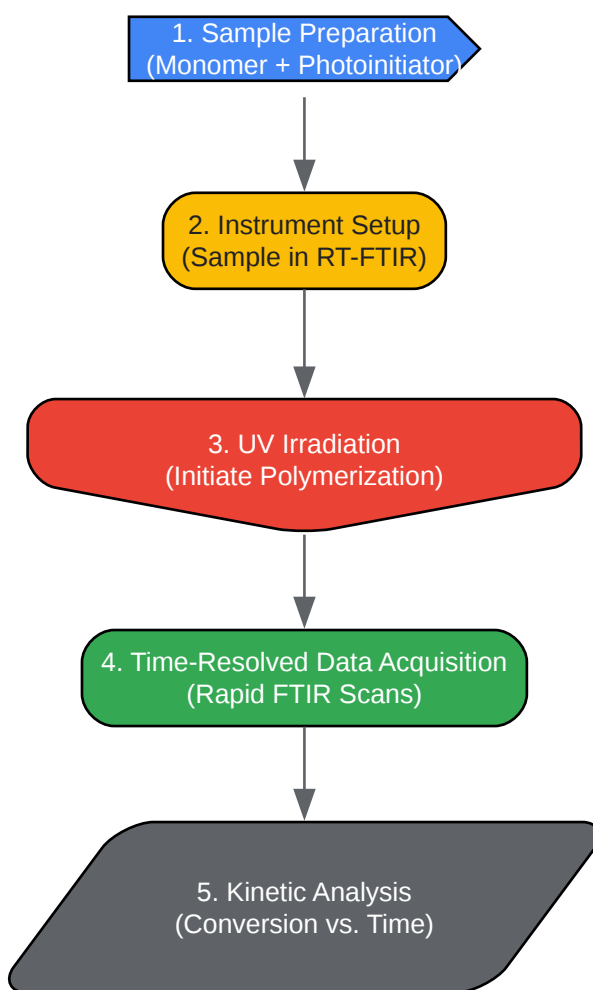 1. Sample Preparation
(Monomer + Photoinitiator)
2. Instrument Setup
(Sample in RT-FTIR)
3. UV Irradiation
(Initiate Polymerization)
4. Time-Resolved Data Acquisition
(Rapid FTIR Scans)
5. Kinetic Analysis
(Conversion vs. Time)